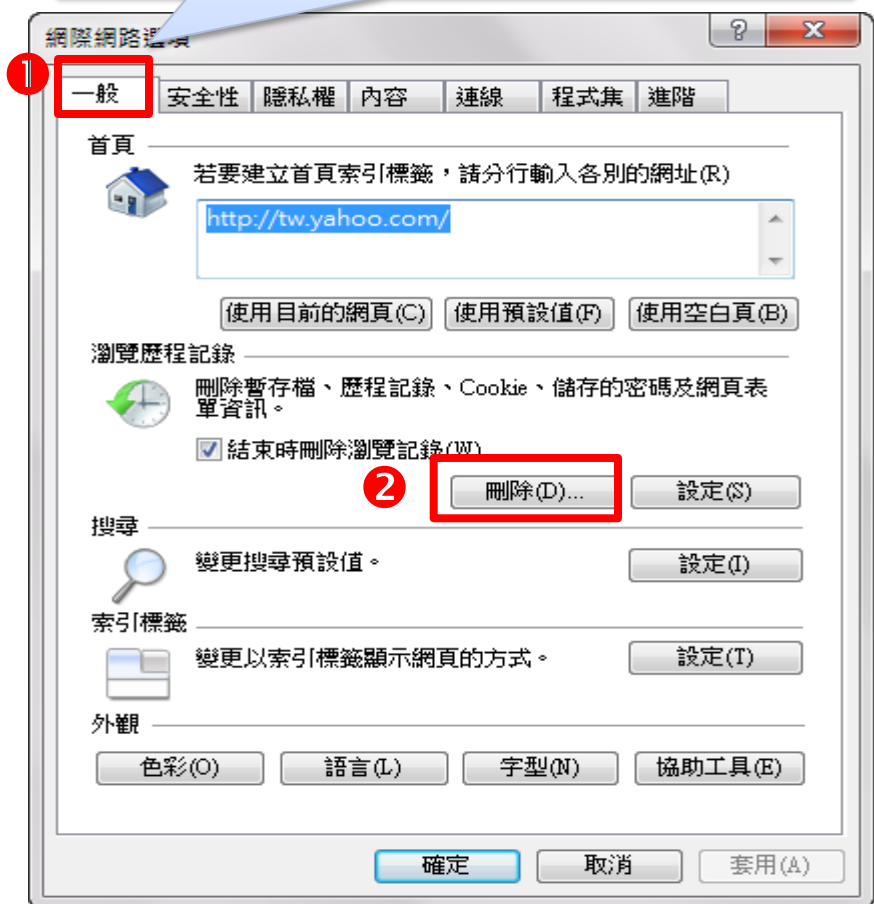 網際網路選項
❶
一般 安全性 隱私權 內容 連線 程式集 進階
首頁
若要建立首頁索引標籤，請分行輸入各別的網址(R)
http://tw.yahoo.com/
使用目前的網頁(C) 使用預設值(F) 使用空白頁(B)
瀏覽歷程記錄
刪除暫存檔、歷程記錄、Cookie、儲存的密碼及網頁表
單資訊。
結束時刪除瀏覽記錄(W)
❷ 刪除(D)... 設定(S)
搜尋
變更搜尋預設值。 設定(I)
索引標籤
變更以索引標籤顯示網頁的方式。 設定(T)
外觀
色彩(O) 語言(L) 字型(N) 協助工具(E)
確定 取消 套用(A)